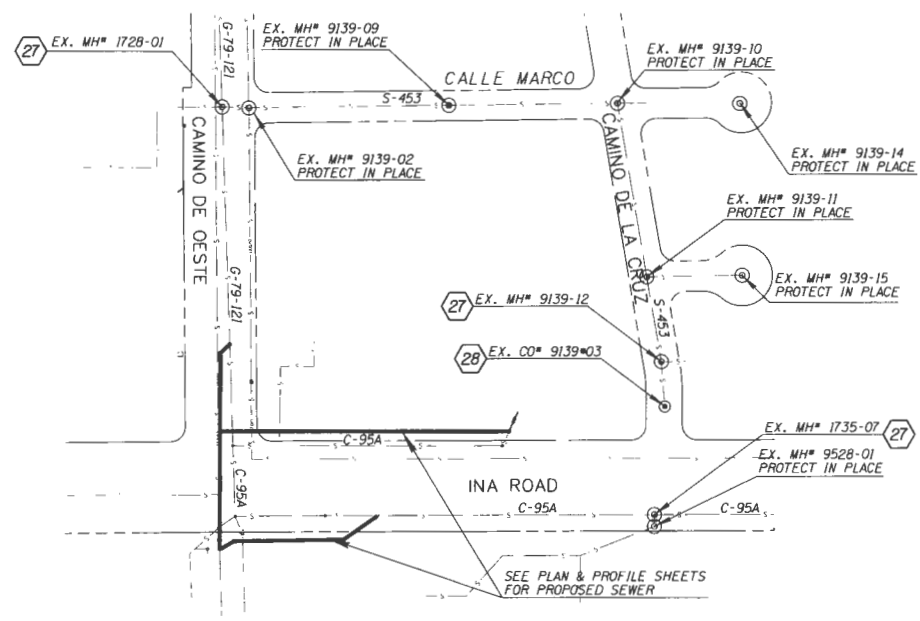 G-79-121
EX. MH# 9139-09
PROTECT IN PLACE
27
EX. MH# 1728-01
EX. MH# 9139-10
PROTECT IN PLACE
CALLE MARCO
S-453
CAMINO DE OESTE
EX. MH# 9139-02
PROTECT IN PLACE
CAMINO DE LA CRUZ
EX. MH# 9139-14
PROTECT IN PLACE
EX. MH# 9139-11
PROTECT IN PLACE
G-79-121
EX. MH# 9139-15
PROTECT IN PLACE
S-453
27
EX. MH# 9139-12
28
EX. CO# 9139#03
C-95A
EX. MH# 1735-07
27
EX. MH# 9528-01
PROTECT IN PLACE
C-95A
INA ROAD
C-95A
C-95A
SEE PLAN & PROFILE SHEETS
FOR PROPOSED SEWER